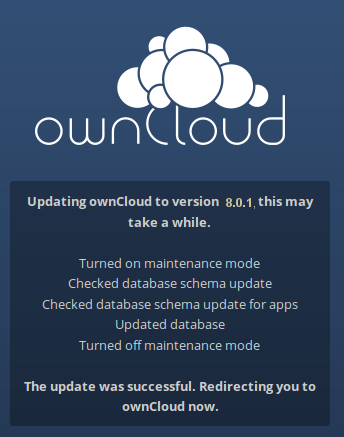 ownCloud
Updating ownCloud to version 8.0.1, this may
take a while.
Turned on maintenance mode
Checked database schema update
Checked database schema update for apps
Updated database
Turned off maintenance mode
The update was successful. Redirecting you to
ownCloud now.